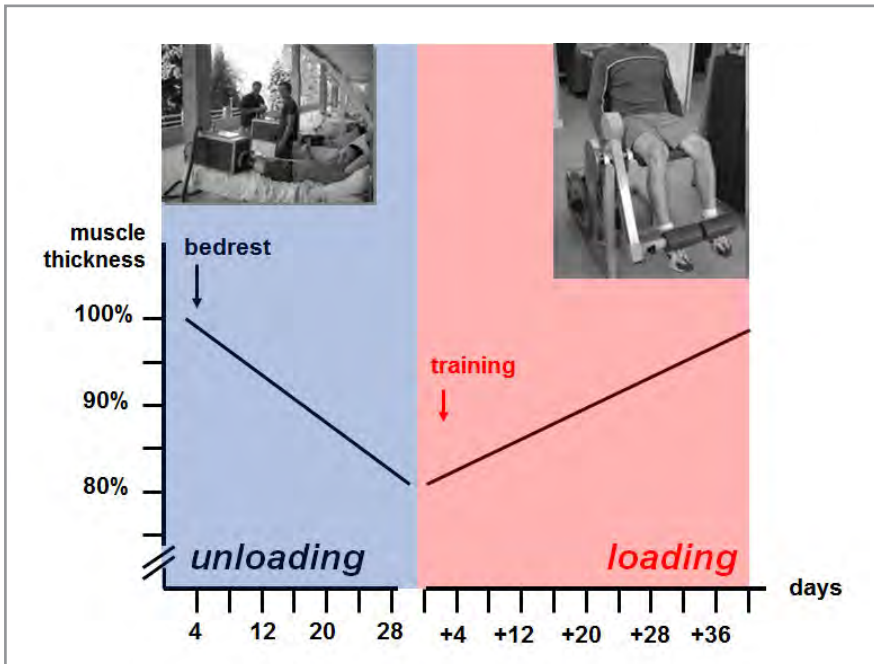 muscle
thickness
bedrest
100%
training
90%
80%
unloading
loading
days
4 12 20 28 +4 +12 +20 +28 +36